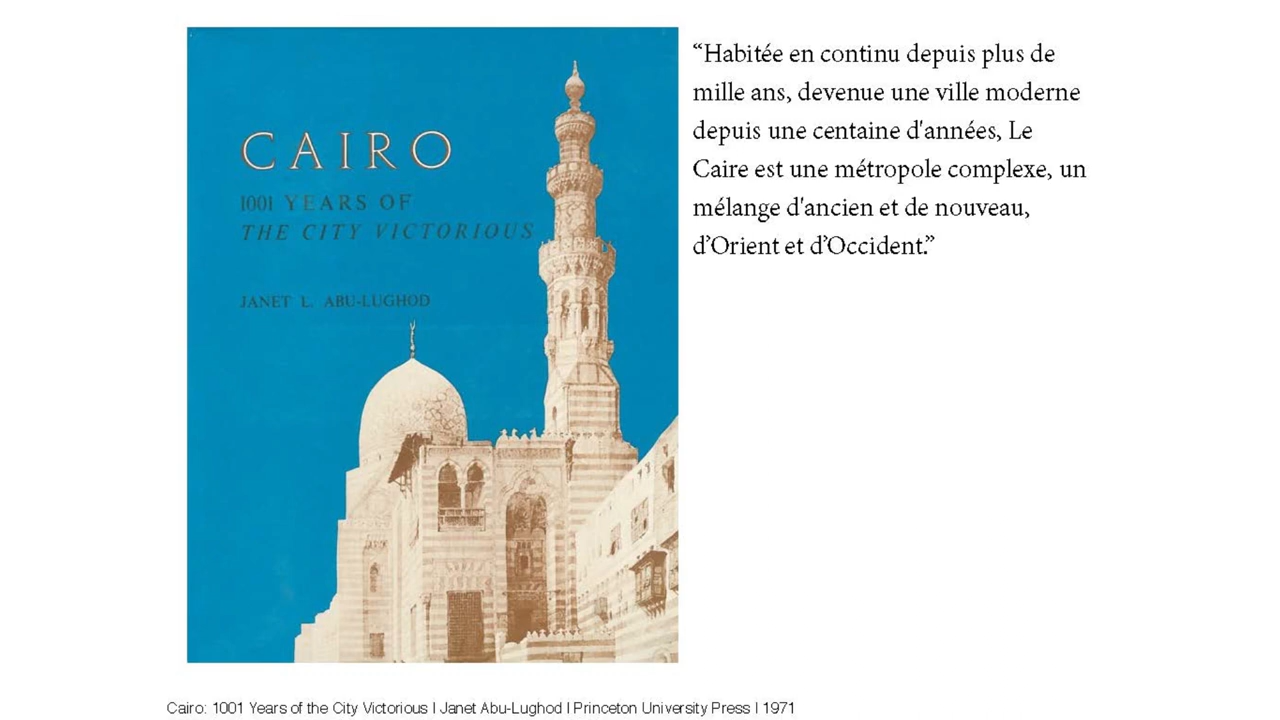 CAIRO
1001 YEARS OF
THE CITY VICTORIOUS
JANET L. ABU-LUGHOD
“Habitée en continu depuis plus de
mille ans, devenue une ville moderne
depuis une centaine d'années, Le
Caire est une métropole complexe, un
mélange d'ancien et de nouveau,
d’Orient et d’Occident.”
Cairo: 1001 Years of the City Victorious | Janet Abu-Lughod | Princeton University Press | 1971